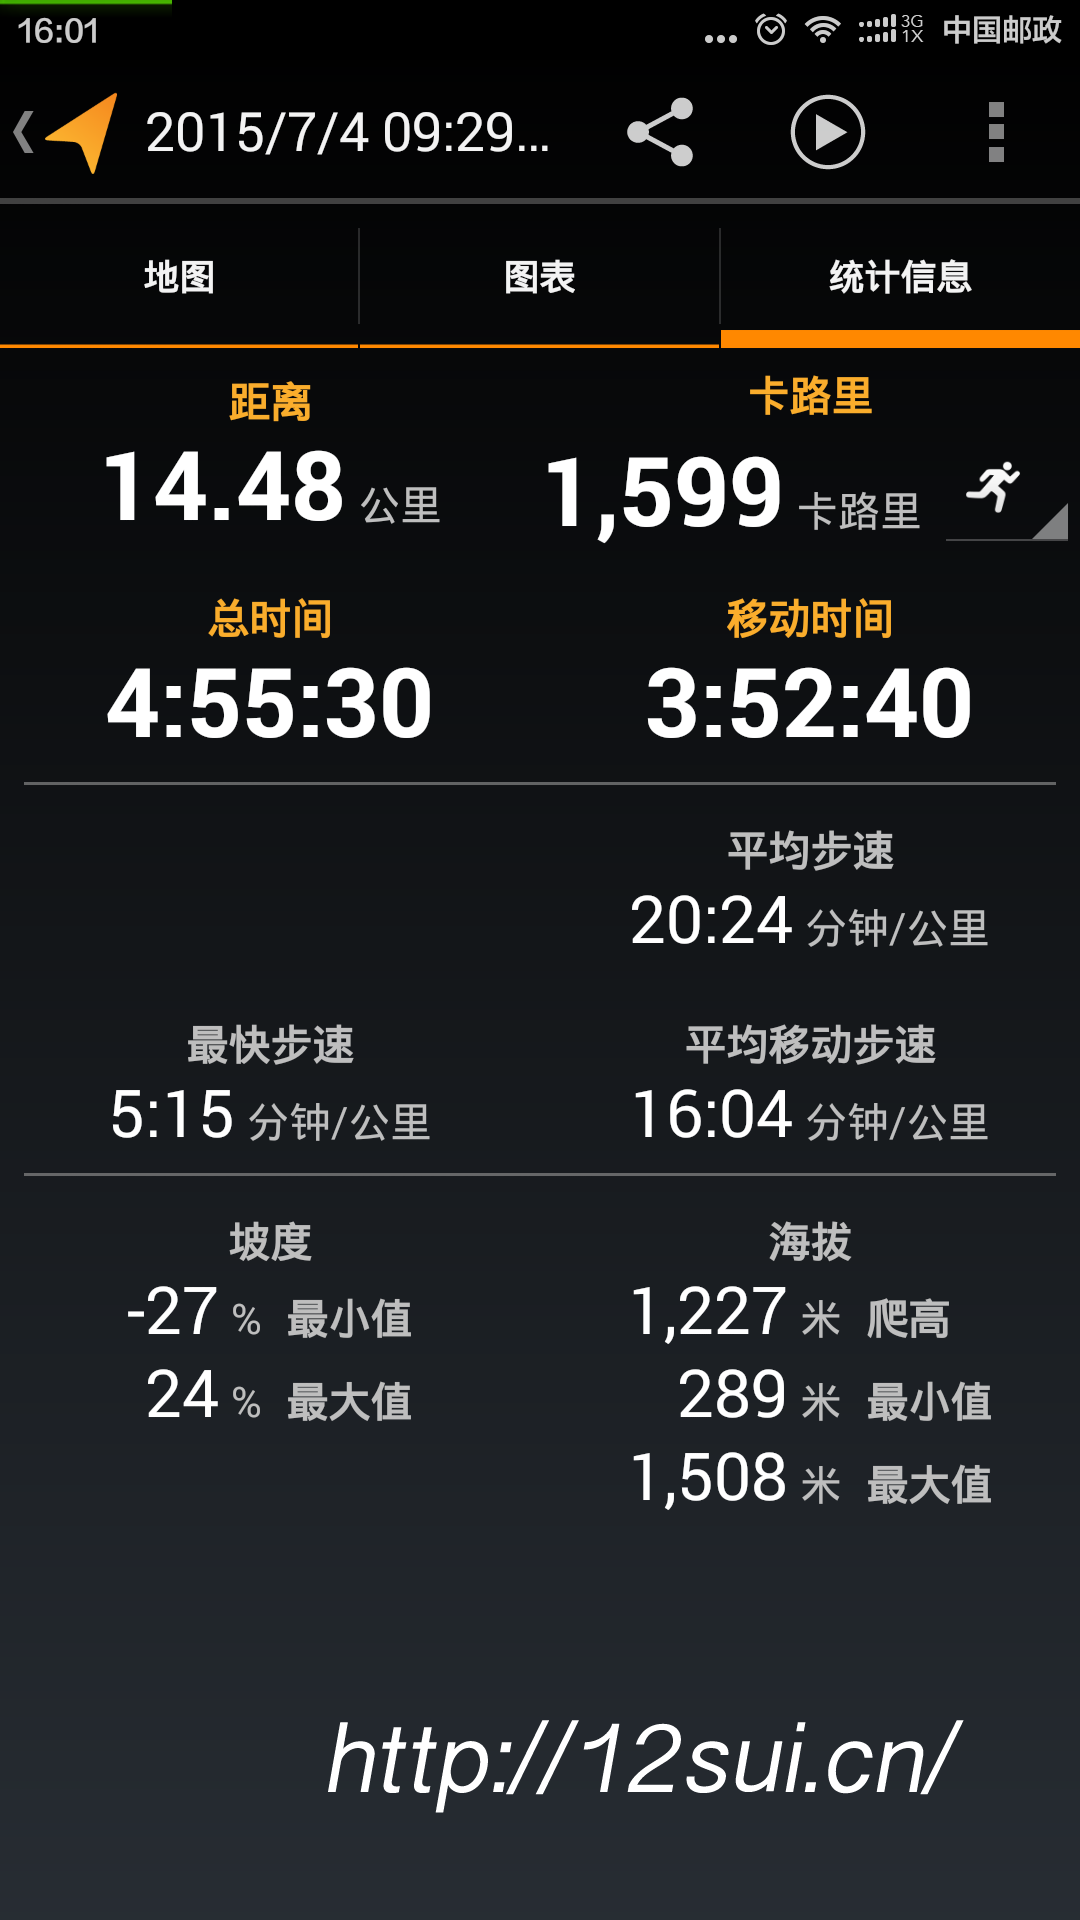 16:01 ... 3G 1X 中国邮政
2015/7/4 09:29...
地图 图表 统计信息
距离 卡路里
14.48 公里 1,599 卡路里
总时间 移动时间
4:55:30 3:52:40
平均步速
20:24 分钟/公里
最快步速 平均移动步速
5:15 分钟/公里 16:04 分钟/公里
坡度 海拔
-27 % 最小值 1,227 米 爬高
24 % 最大值 289 米 最小值
1,508 米 最大值
http://12sui.cn/